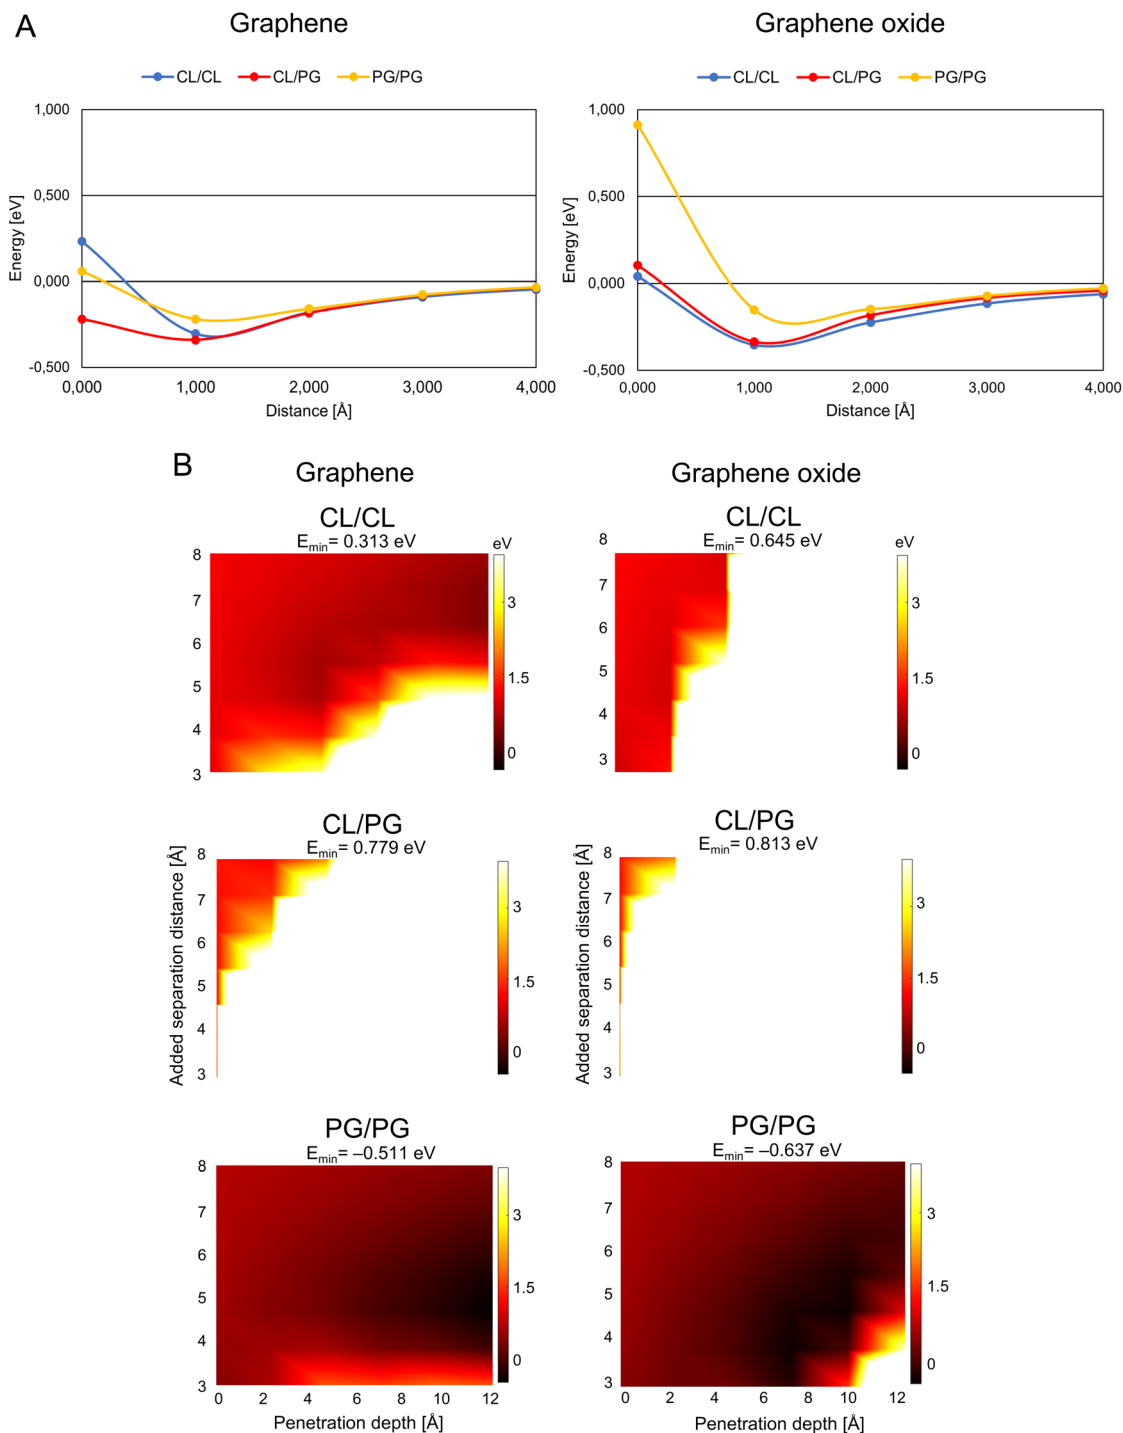 A
Graphene
Graphene oxide
CL/CL CL/PG PG/PG
CL/CL CL/PG PG/PG
Energy [eV]
1,000
0,500
0,000
-0,500
0,000 1,000 2,000 3,000 4,000
Distance [Å]
Energy [eV]
1,000
0,500
0,000
-0,500
0,000 1,000 2,000 3,000 4,000
Distance [Å]
B
Graphene
Graphene oxide
CL/CL
Emin= 0.313 eV
eV
8
7
6
5
4
3
3
1.5
0
CL/CL
Emin= 0.645 eV
eV
8
7
6
5
4
3
3
1.5
0
CL/PG
Emin= 0.779 eV
Added separation distance [Å]
8
7
6
5
4
3
3
1.5
0
CL/PG
Emin= 0.813 eV
Added separation distance [Å]
8
7
6
5
4
3
3
1.5
0
PG/PG
Emin= –0.511 eV
8
7
6
5
4
3
3
1.5
0
0 2 4 6 8 10 12
Penetration depth [Å]
PG/PG
Emin= –0.637 eV
8
7
6
5
4
3
3
1.5
0
0 2 4 6 8 10 12
Penetration depth [Å]